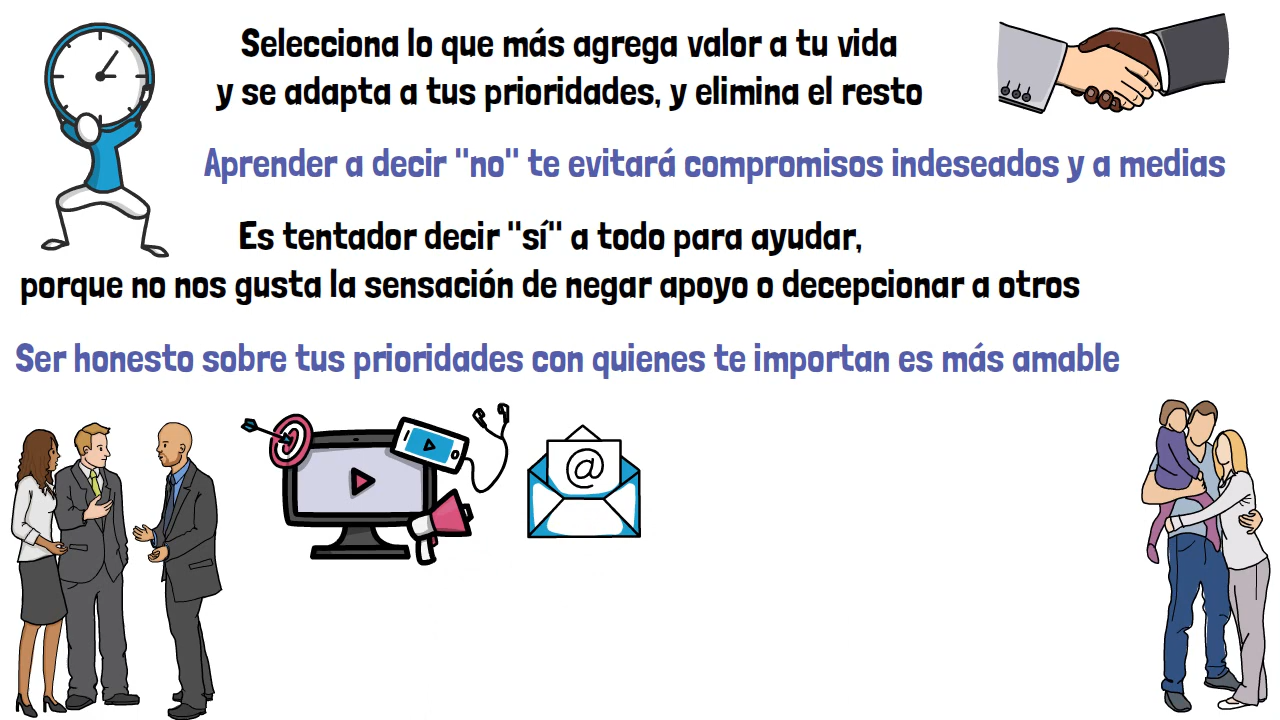 Selecciona lo que más agrega valor a tu vida
y se adapta a tus prioridades, y elimina el resto
Aprender a decir "no" te evitará compromisos indeseados y a medias
Es tentador decir "sí" a todo para ayudar,
porque no nos gusta la sensación de negar apoyo o decepcionar a otros
Ser honesto sobre tus prioridades con quienes te importan es más amable
@